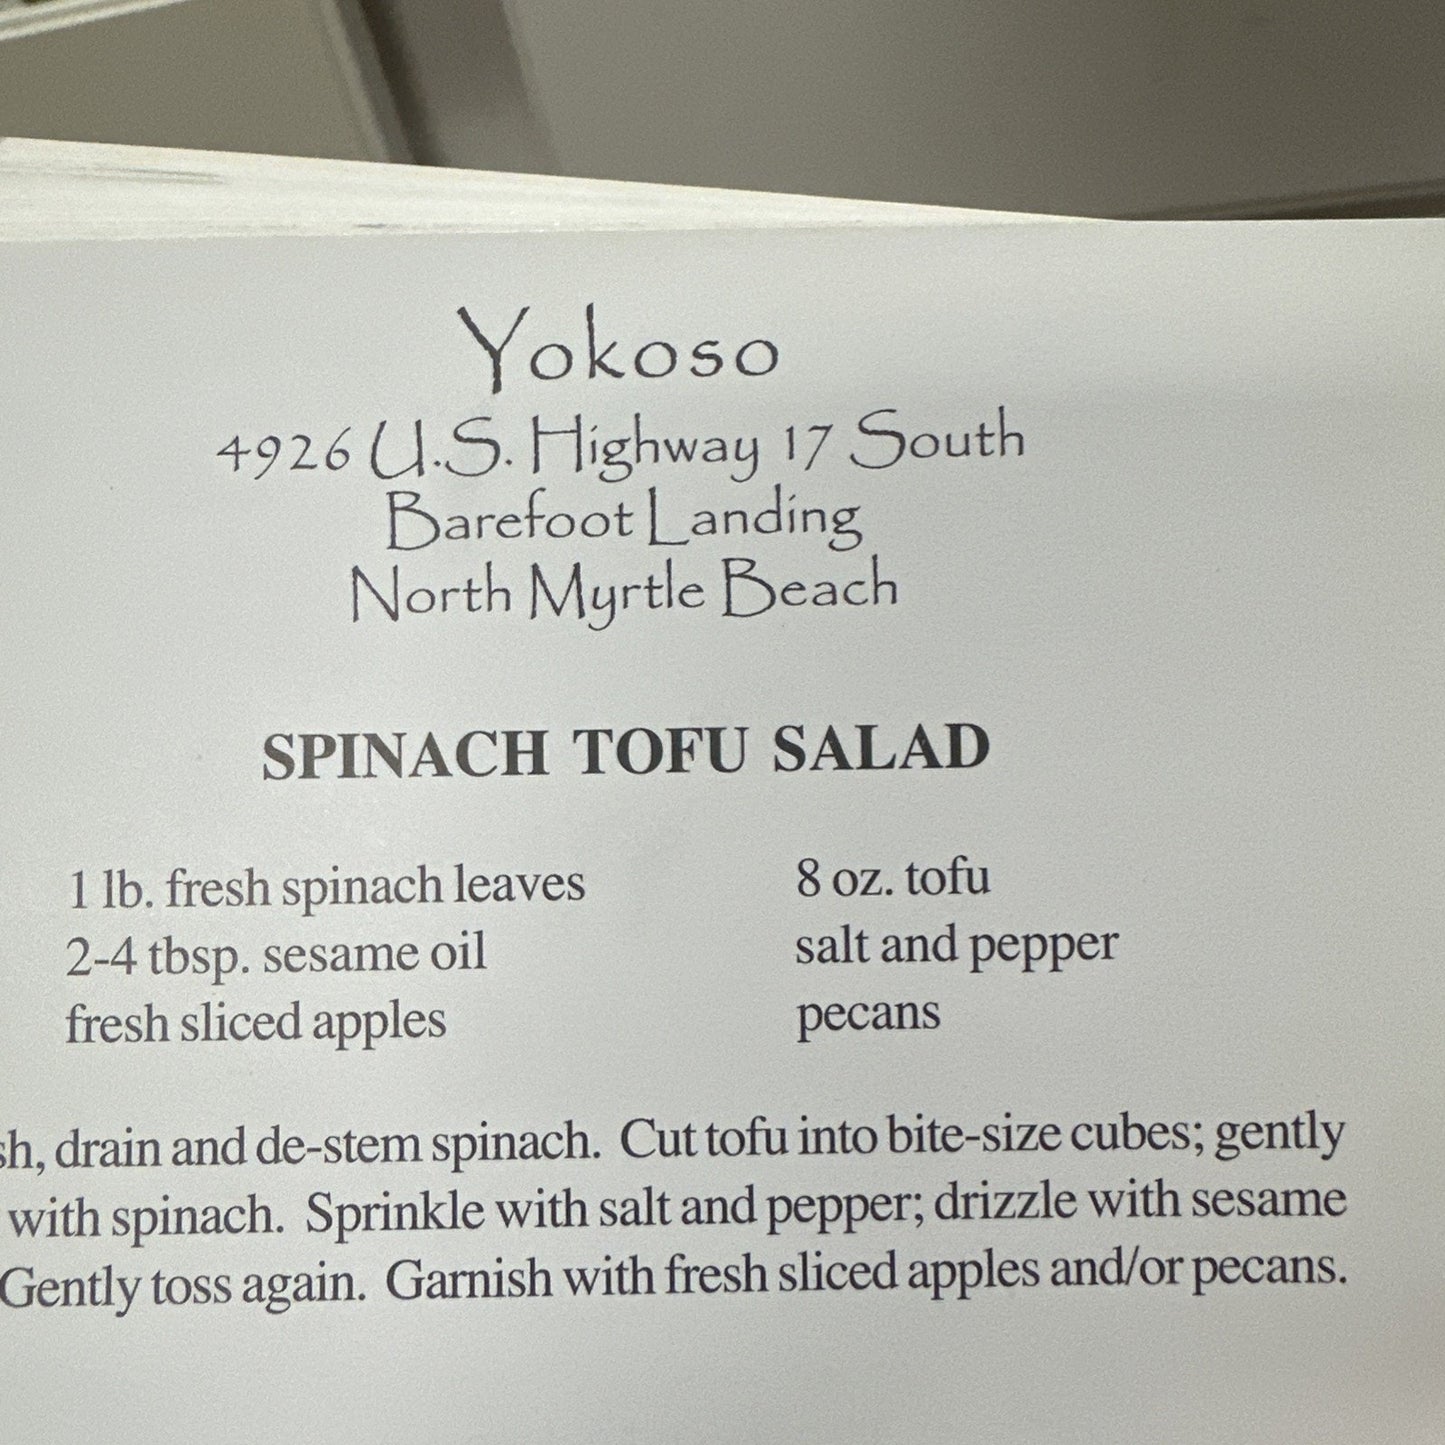 Yokoso
4926 U.S. Highway 17 South
Barefoot Landing
North Myrtle Beach
SPINACH TOFU SALAD
1 lb. fresh spinach leaves
2-4 tbsp. sesame oil
fresh sliced apples
8 oz. tofu
salt and pepper
pecans
sh, drain and de-stem spinach. Cut tofu into bite-size cubes; gently
with spinach. Sprinkle with salt and pepper; drizzle with sesame
Gently toss again. Garnish with fresh sliced apples and/or pecans.